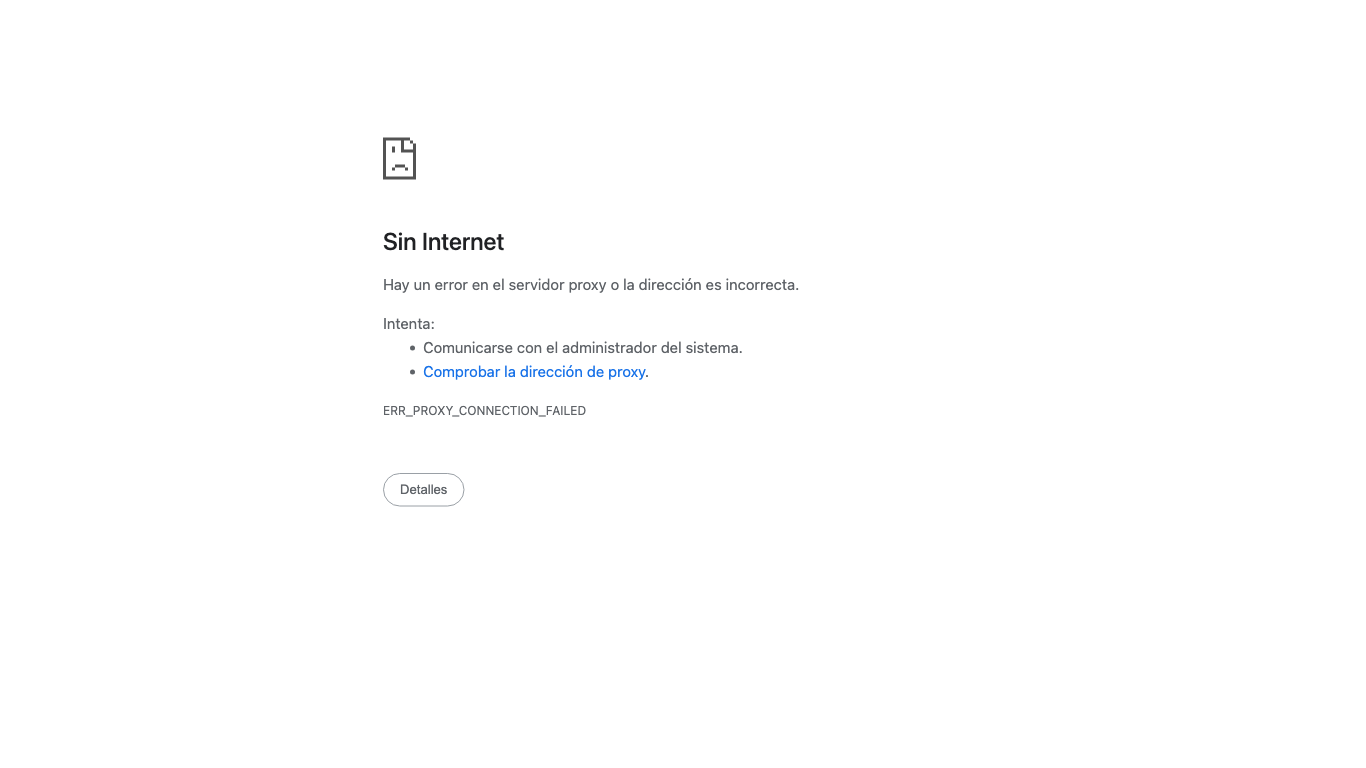 Sin Internet
Hay un error en el servidor proxy o la dirección es incorrecta.
Intenta:
• Comunicarse con el administrador del sistema.
• Comprobar la dirección de proxy.
ERR_PROXY_CONNECTION_FAILED
Detalles